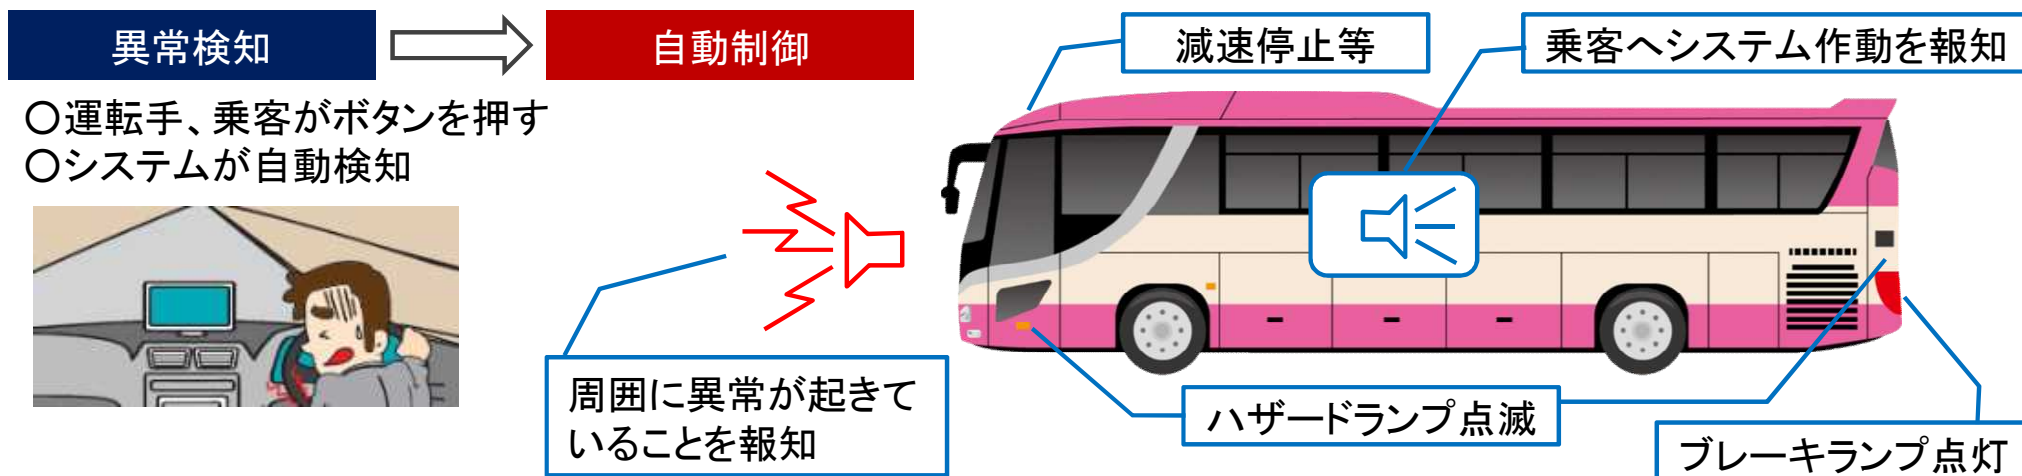 異常検知
自動制御
〇運転手、乗客がボタンを押す
〇システムが自動検知
減速停止等
乗客へシステム作動を報知
周囲に異常が起きて
いることを報知
ハザードランプ点滅
ブレーキランプ点灯